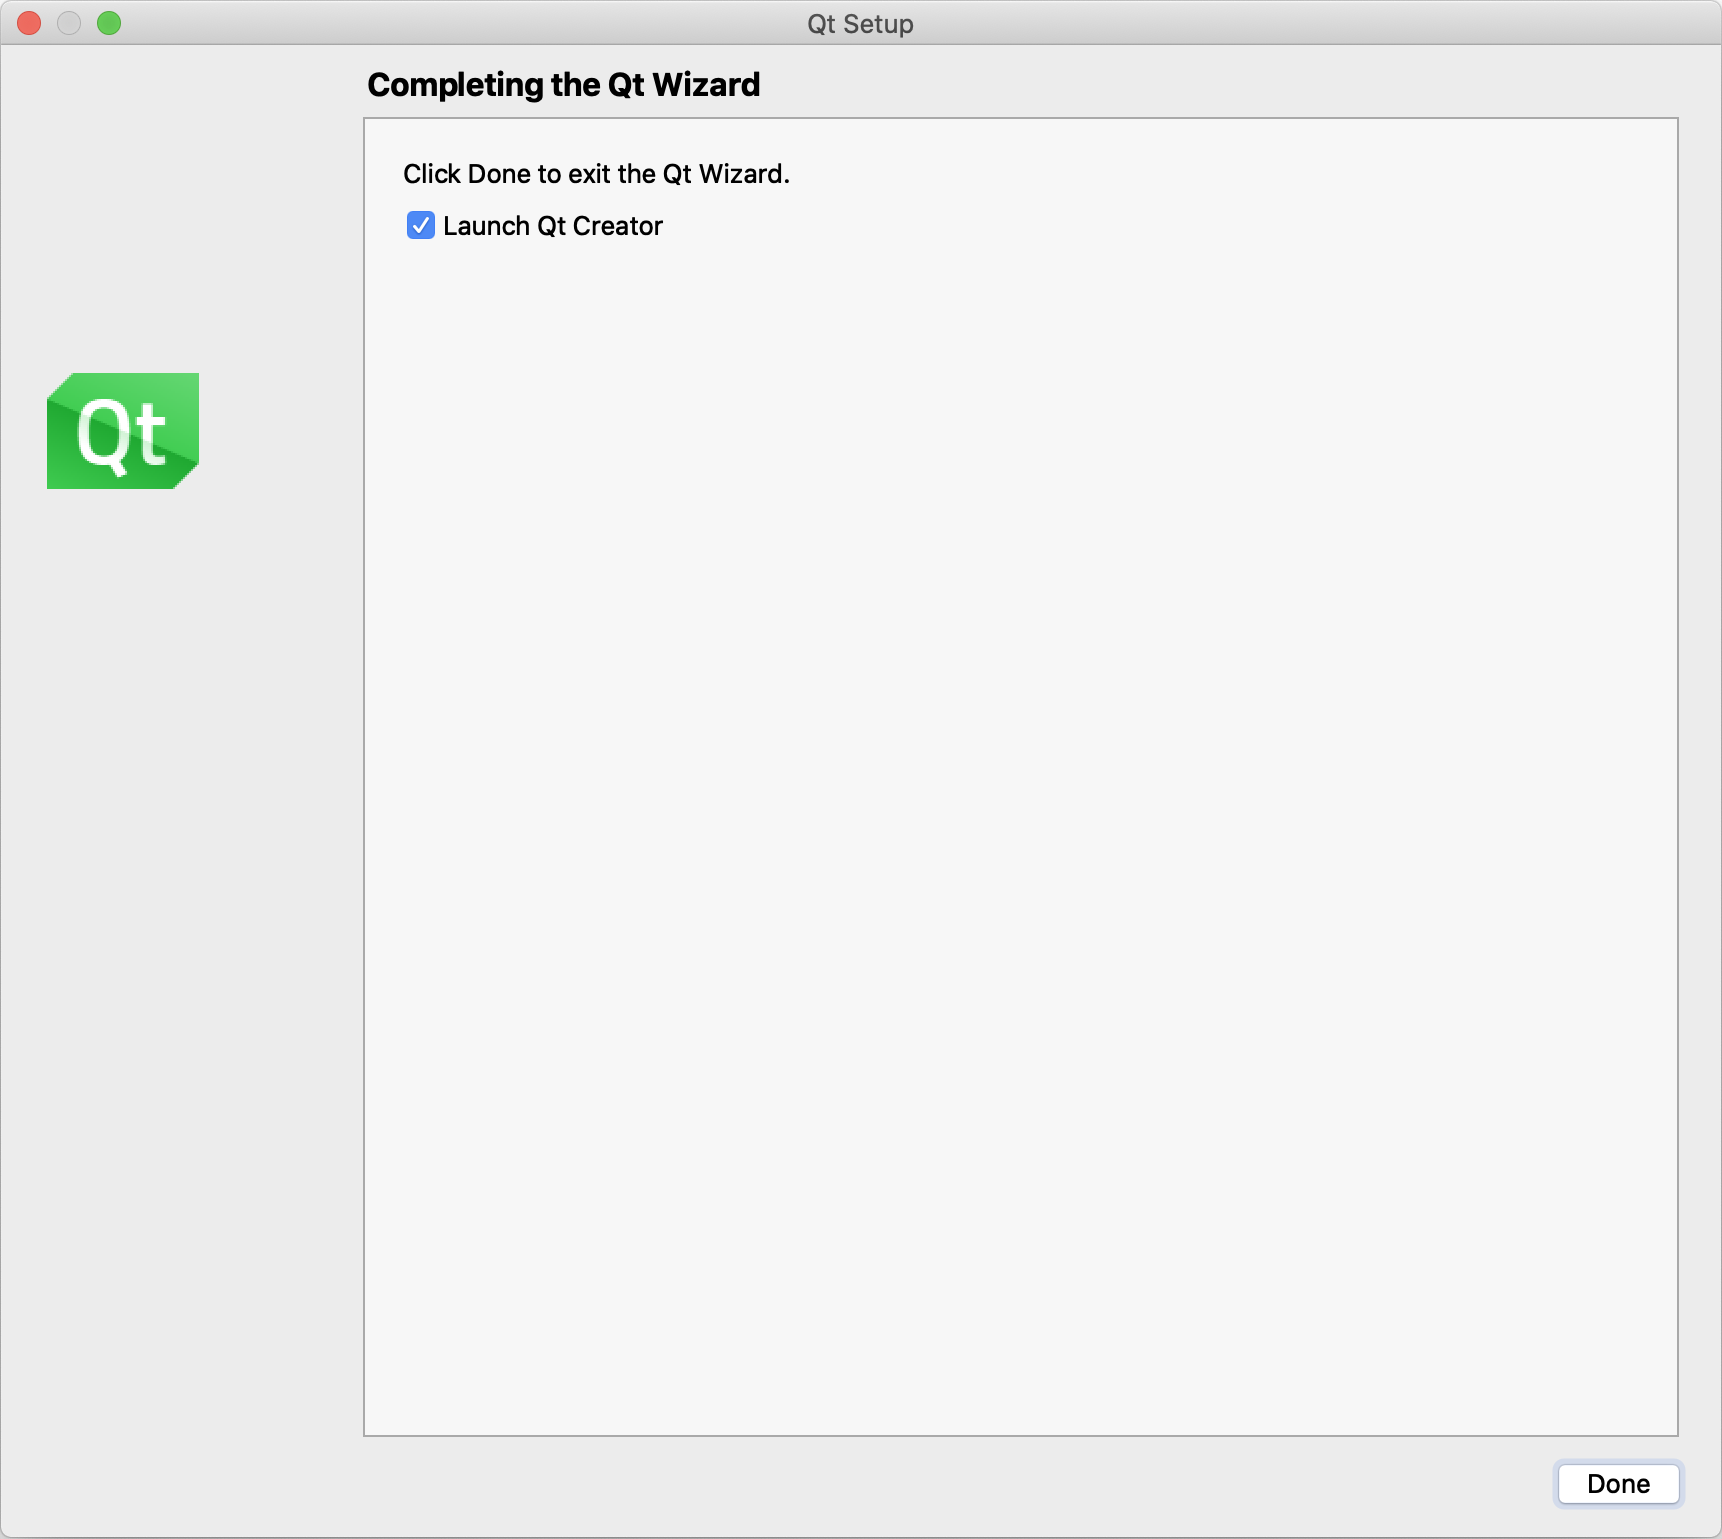 Qt Setup
Completing the Qt Wizard
Click Done to exit the Qt Wizard.
Launch Qt Creator
Qt
Done